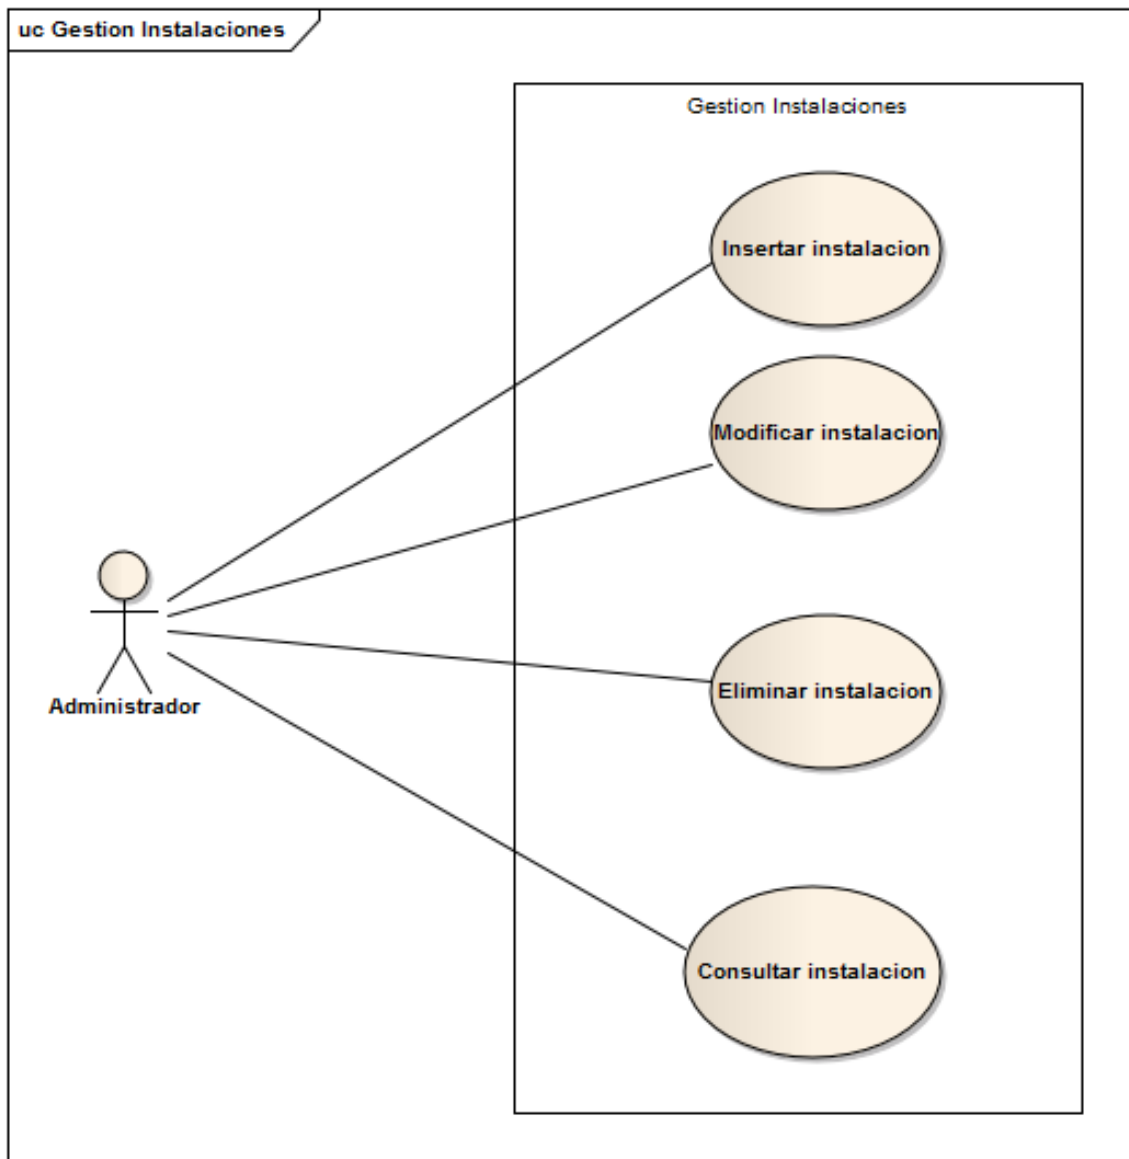 uc Gestion Instalaciones
Gestion Instalaciones
Insertar instalacion
Modificar instalacion
Eliminar instalacion
Administrador
Consultar instalacion